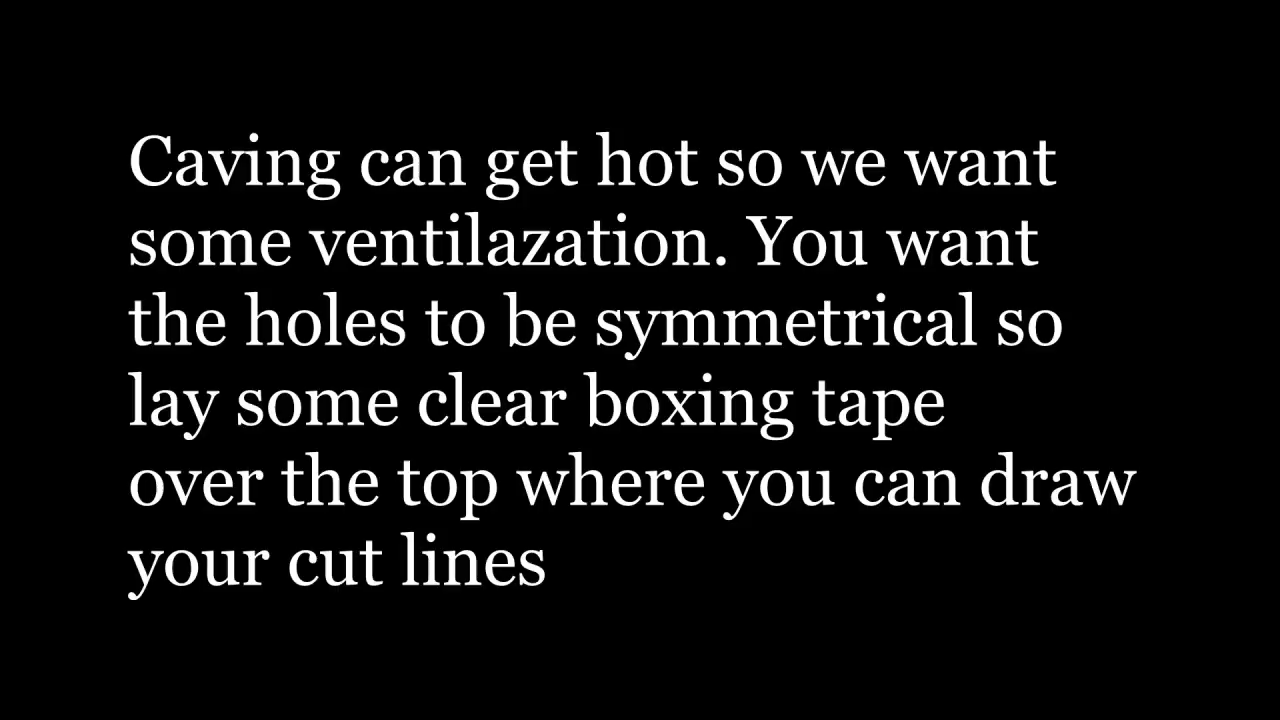 Caving can get hot so we want
some ventilazation. You want
the holes to be symmetrical so
lay some clear boxing tape
over the top where you can draw
your cut lines